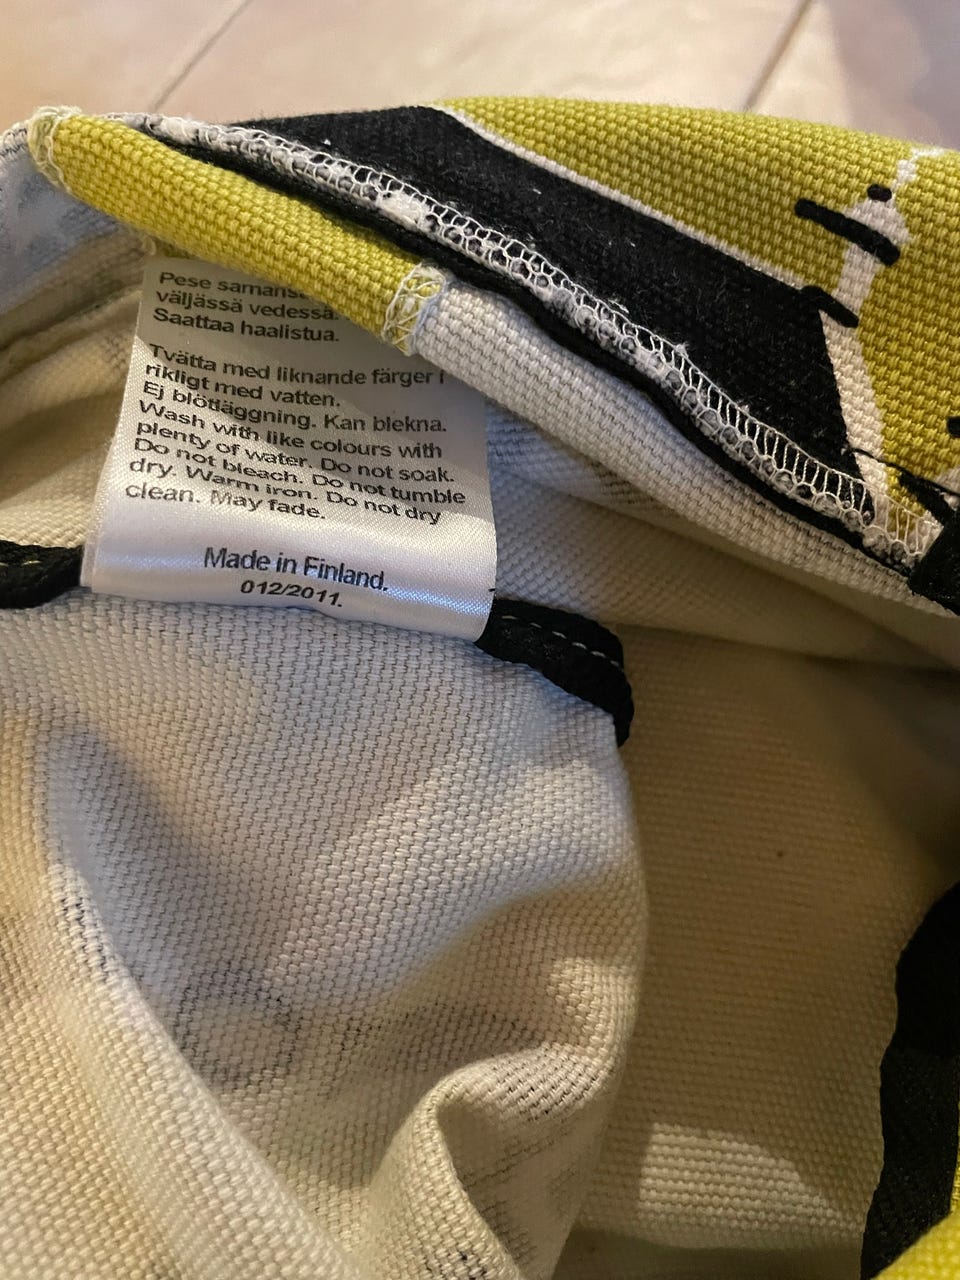 Pese
väljässä vedessä.
Saattaa haalistua.
Tvätta med liknande färger i
rikligt med vatten.
Ej blötläggning. Kan blekna.
Wash with like colours with
plenty of water. Do not soak.
Do not bleach. Do not tumble
dry. Warm iron. Do not dry
clean. May fade.
Made in Finland.
012/2011.